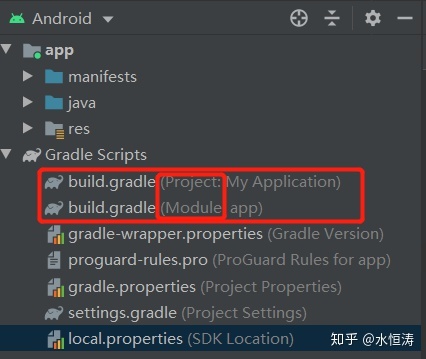 Android
app
manifests
java
res
Gradle Scripts
build.gradle (Project: My Application)
build.gradle (Module: app)
gradle-wrapper.properties (Gradle Version)
proguard-rules.pro (ProGuard Rules for app)
gradle.properties (Project Properties)
settings.gradle (Project Settings)
local.properties (SDK Location)
知乎 @水恒涛